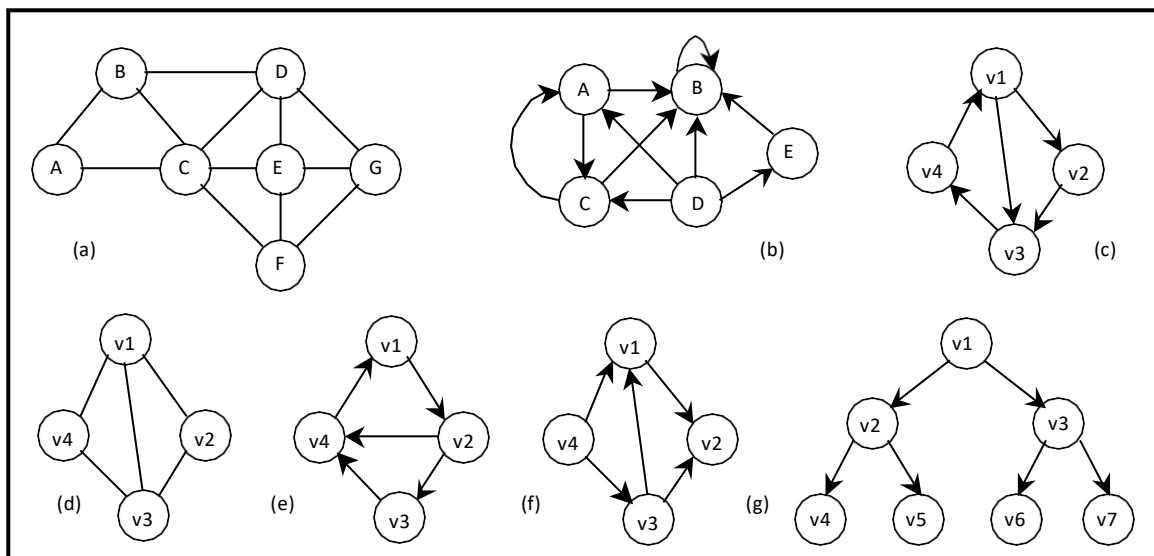 B D
A C E G
F
(a)
A B
E
C D
(b)
v1
v4 v2
v3
(c)
v1
v4 v2
v3
(d)
v1
v4 v2
v3
(e)
v1
v4 v2
v3
(f)
v1
v2 v3
v4 v5 v6 v7
(g)